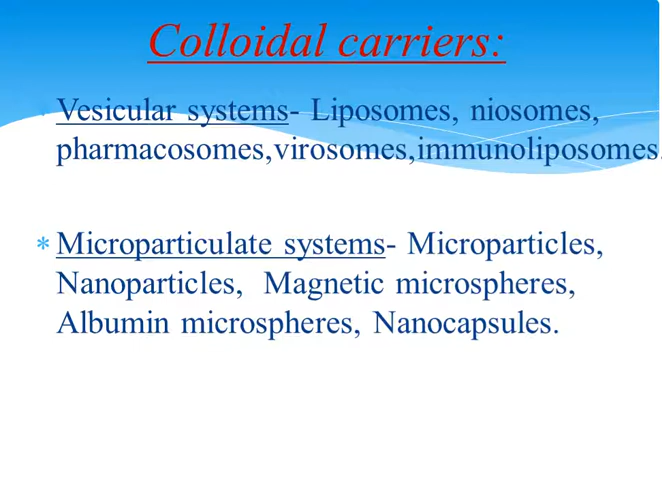 Colloidal carriers:
Vesicular systems- Liposomes, niosomes,
pharmacosomes,virosomes,immunoliposomes.
* Microparticulate systems- Microparticles,
Nanoparticles, Magnetic microspheres,
Albumin microspheres, Nanocapsules.